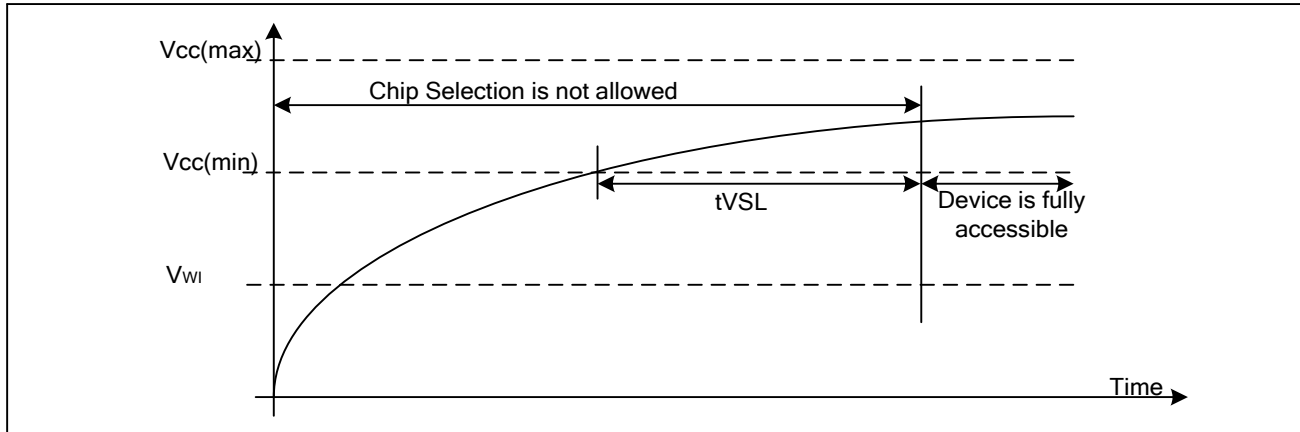 Vcc(max)
Chip Selection is not allowed
Vcc(min)
tVSL
Device is fully
accessible
VWI
Time